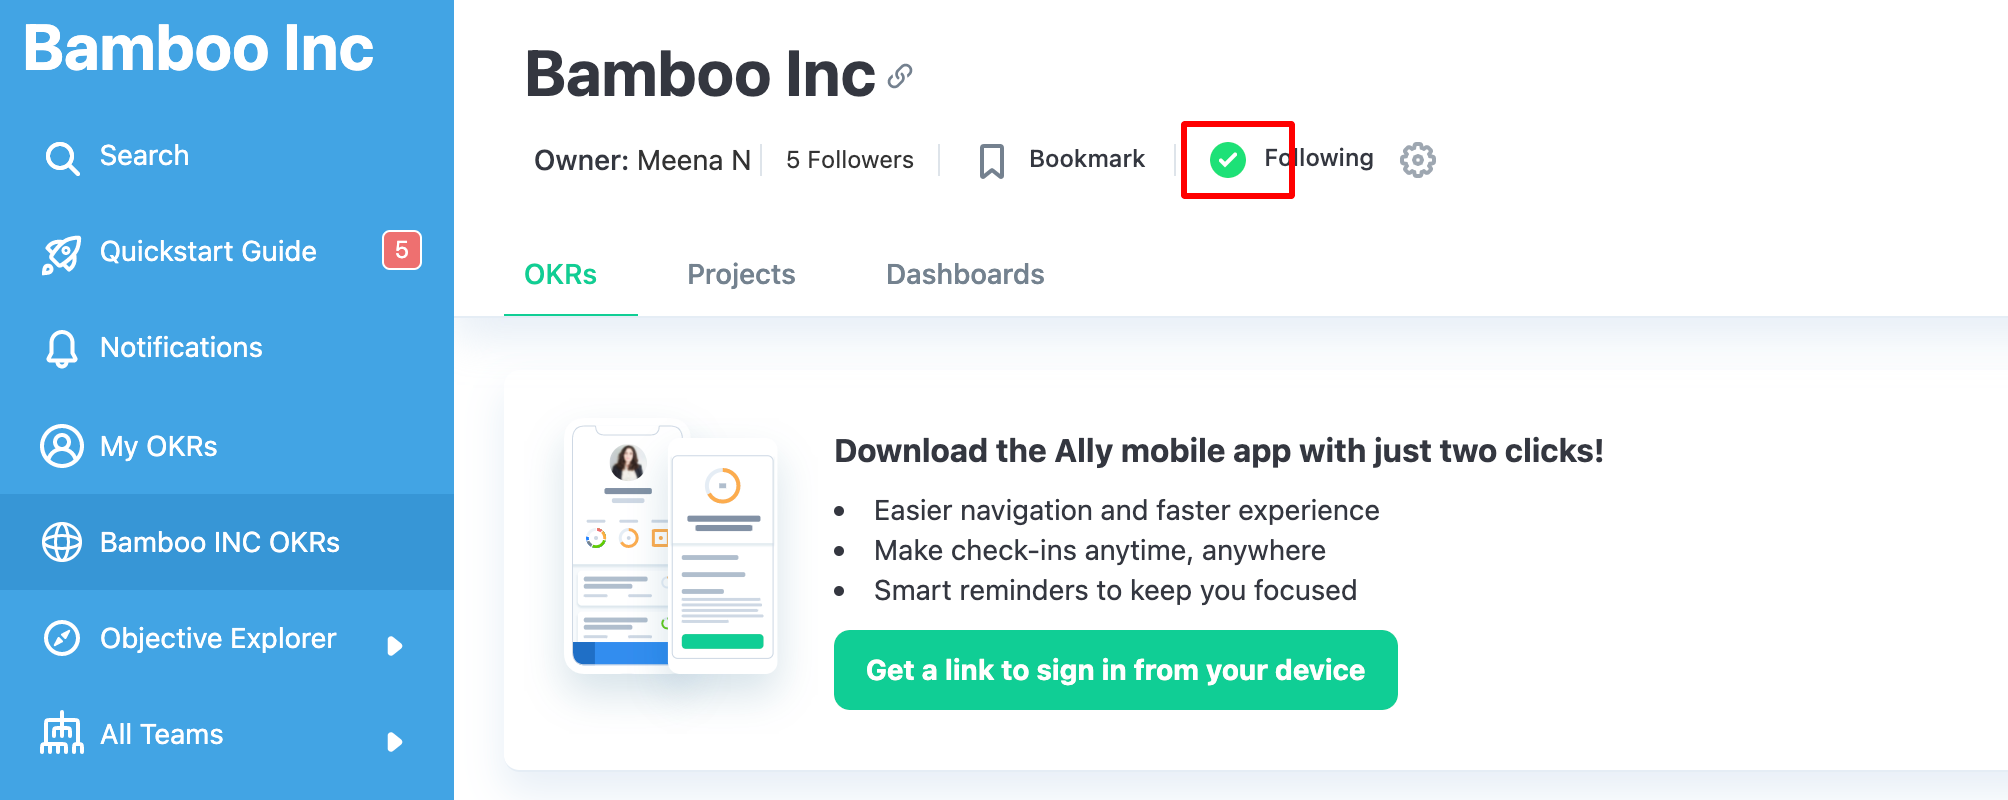 Bamboo Inc
Search
Quickstart Guide 5
Notifications
My OKRs
Bamboo INC OKRs
Objective Explorer
All Teams
Bamboo Inc
Owner: Meena N 5 Followers Bookmark Following
OKRs Projects Dashboards
Download the Ally mobile app with just two clicks!
• Easier navigation and faster experience
• Make check-ins anytime, anywhere
• Smart reminders to keep you focused
Get a link to sign in from your device